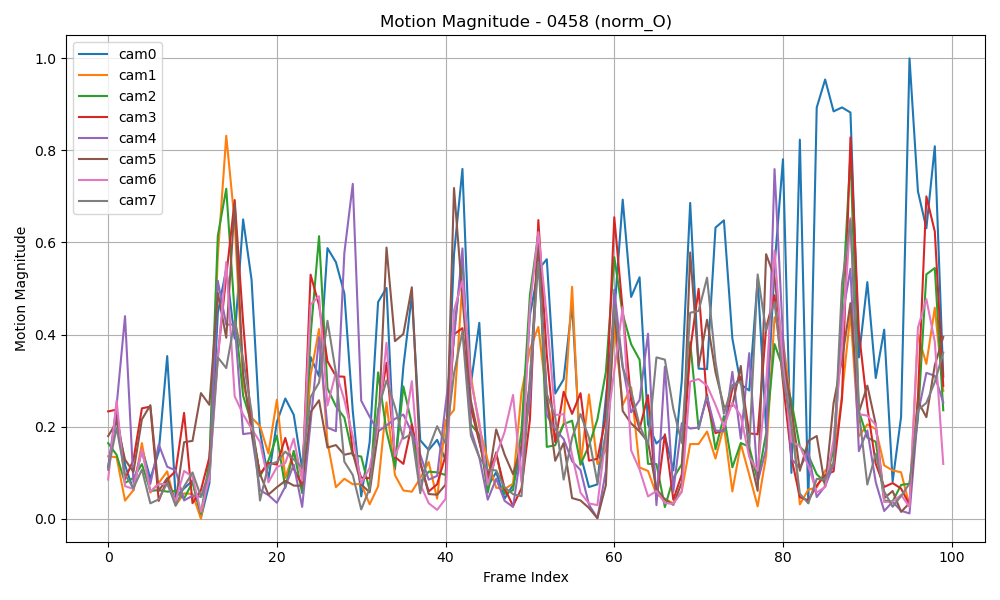 Motion Magnitude - 0458 (norm_O)
Motion Magnitude
1.0
0.8
0.6
0.4
0.2
0.0
cam0
cam1
cam2
cam3
cam4
cam5
cam6
cam7
0 20 40 60 80 100
Frame Index